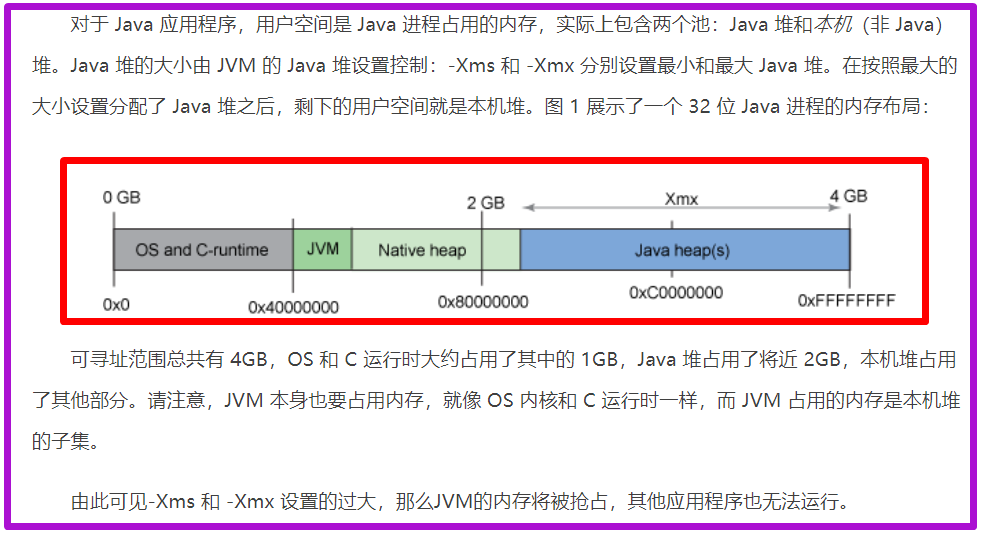 对于 Java 应用程序，用户空间是 Java 进程占用的内存，实际上包含两个池：Java 堆和本机（非 Java）
堆。Java 堆的大小由 JVM 的 Java 堆设置控制：-Xms 和 -Xmx 分别设置最小和最大 Java 堆。在按照最大的
大小设置分配了 Java 堆之后，剩下的用户空间就是本机堆。图 1 展示了一个 32 位 Java 进程的内存布局：
0 GB
2 GB
Xmx
4 GB
OS and C-runtime
JVM
Native heap
Java heap(s)
0x0
0x40000000
0x80000000
0xC0000000
0xFFFFFFFF
可寻址范围总共有 4GB，OS 和 C 运行时大约占用了其中的 1GB，Java 堆占用了将近 2GB，本机堆占用
了其他部分。请注意，JVM 本身也要占用内存，就像 OS 内核和 C 运行时一样，而 JVM 占用的内存是本机堆
的子集。
由此可见-Xms 和 -Xmx 设置的过大，那么JVM的内存将被抢占，其他应用程序也无法运行。